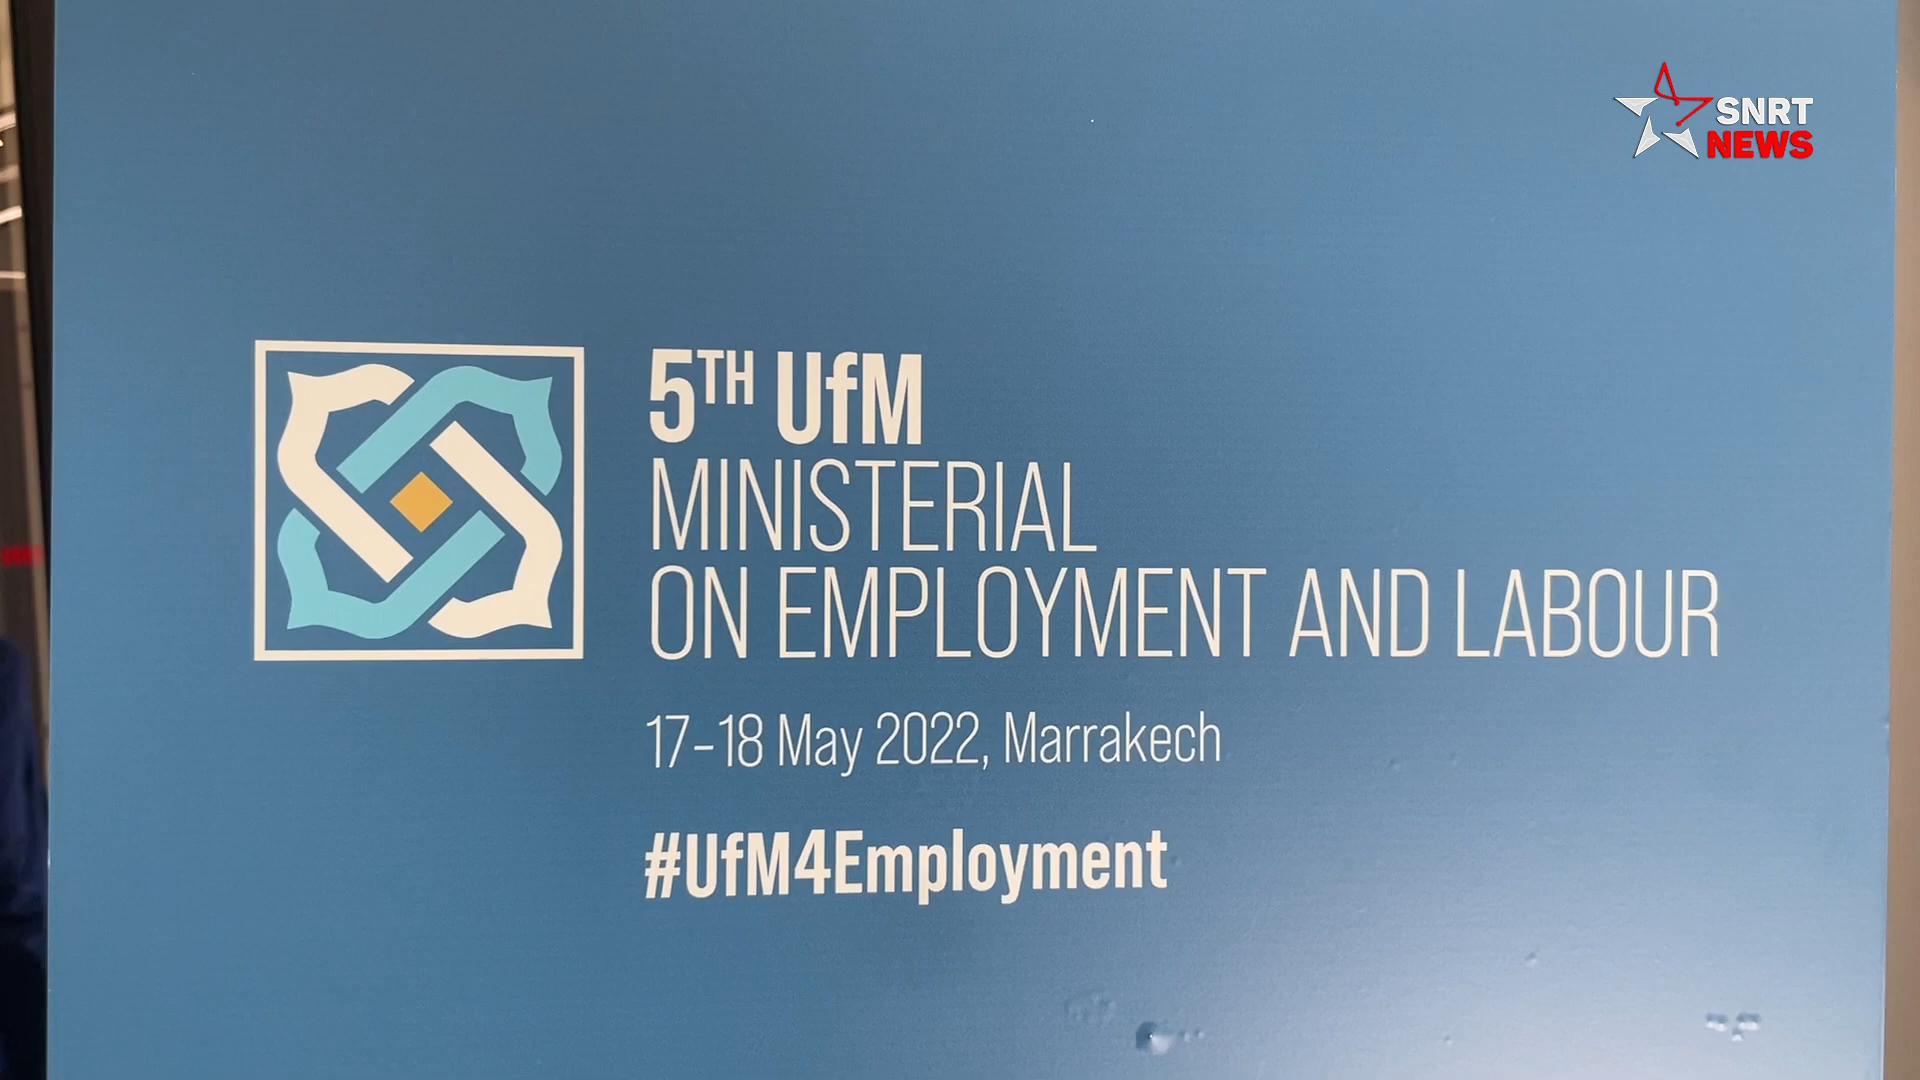 SNRT
NEWS
5TH UfM
MINISTERIAL
ON EMPLOYMENT AND LABOUR
17-18 May 2022, Marrakech
#UfM4Employment